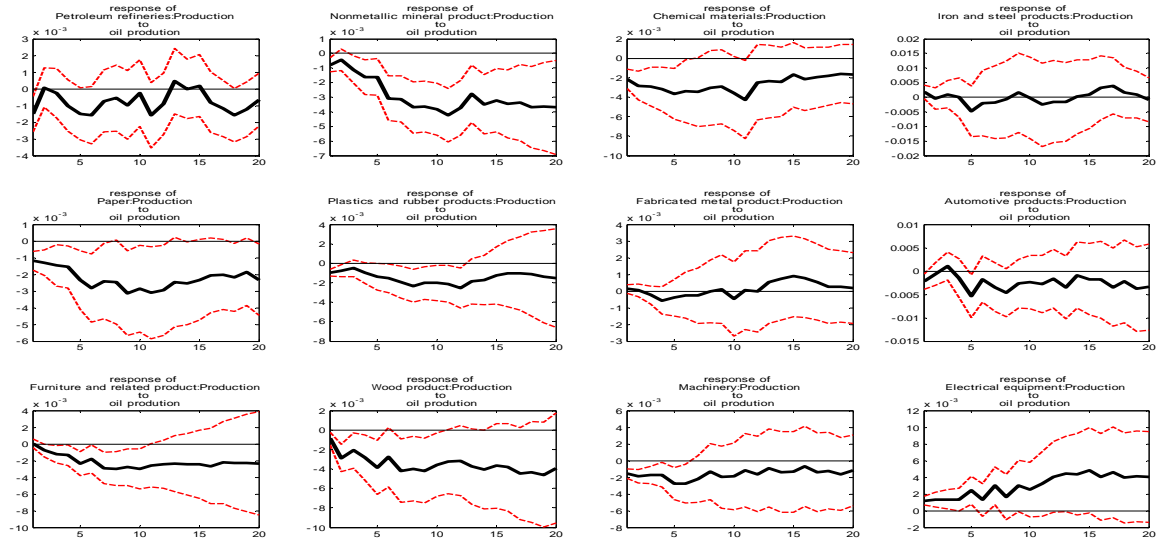 response of
Petroleum refineries:Production
to
oil prodution
x 10⁻³
3
2
1
0
-1
-2
-3
-4
5
10
15
20
response of
Nonmetallic mineral product:Production
to
oil prodution
x 10⁻³
1
0
-1
-2
-3
-4
-5
-6
-7
5
10
15
20
response of
Chemical materials:Production
to
oil prodution
x 10⁻³
2
0
-2
-4
-6
-8
-10
5
10
15
20
response of
Iron and steel products:Production
to
oil prodution
0.02
0.015
0.01
0.005
0
-0.005
-0.01
-0.015
-0.02
5
10
15
20
response of
Paper:Production
to
oil prodution
x 10⁻³
1
0
-1
-2
-3
-4
-5
-6
5
10
15
20
response of
Plastics and rubber products:Production
to
oil prodution
x 10⁻³
4
2
0
-2
-4
-6
-8
5
10
15
20
response of
Fabricated metal product:Production
to
oil prodution
x 10⁻³
4
3
2
1
0
-1
-2
-3
5
10
15
20
response of
Automotive products:Production
to
oil prodution
0.01
0.005
0
-0.005
-0.01
-0.015
5
10
15
20
response of
Furniture and related product:Production
to
oil prodution
x 10⁻³
4
2
0
-2
-4
-6
-8
-10
5
10
15
20
response of
Wood product:Production
to
oil prodution
x 10⁻³
2
0
-2
-4
-6
-8
-10
5
10
15
20
response of
Machinery:Production
to
oil prodution
x 10⁻³
6
4
2
0
-2
-4
-6
-8
5
10
15
20
response of
Electrical equipment:Production
to
oil prodution
x 10⁻³
12
10
8
6
4
2
0
-2
5
10
15
20